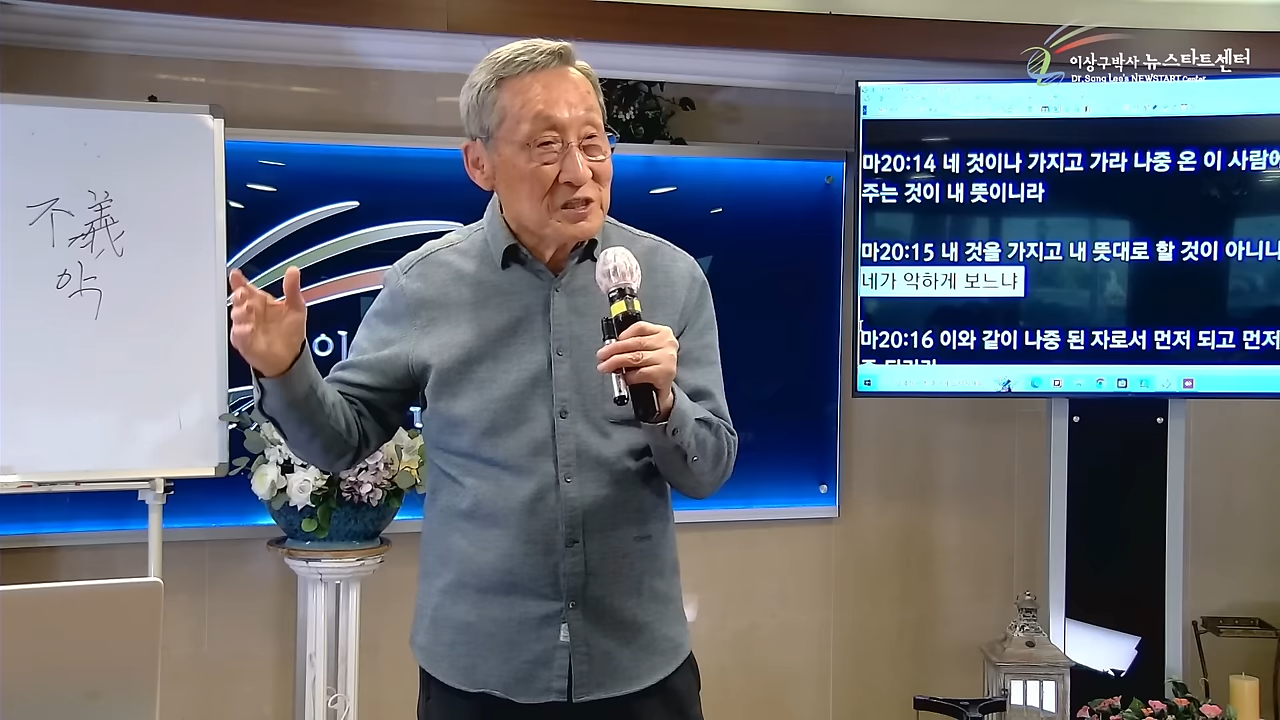 이상구박사 뉴스타트센터
Dr. Sang Lee's NEWSTART Center
不義
악
마20:14 네 것이나 가지고 가라 나중 온 이 사람에
주는 것이 내 뜻이니라
마20:15 내 것을 가지고 내 뜻대로 할 것이 아니냐
네가 악하게 보느냐
마20:16 이와 같이 나중 된 자로서 먼저 되고 먼저
이